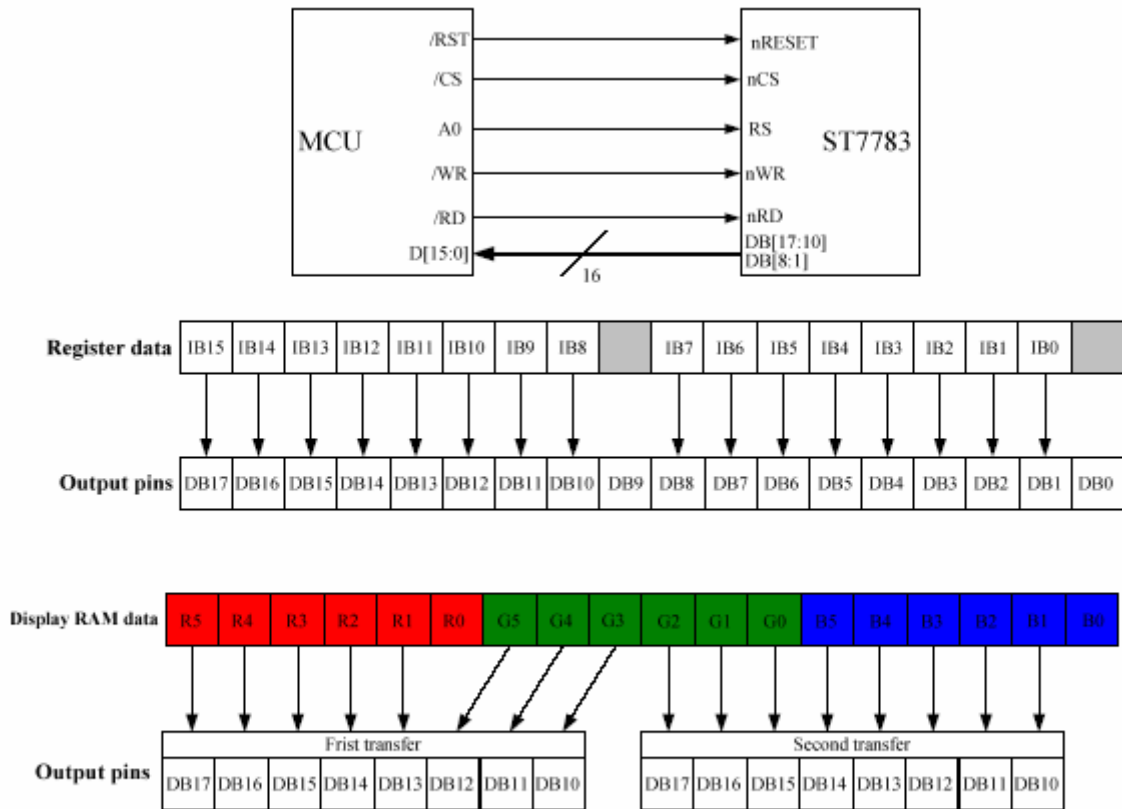 /RST nRESET
/CS nCS
MCU A0 RS ST7783
/WR nWR
/RD nRD
D[15:0] DB[17:10]
16 DB[8:1]
Register data IB15 IB14 IB13 IB12 IB11 IB10 IB9 IB8 IB7 IB6 IB5 IB4 IB3 IB2 IB1 IB0
Output pins DB17 DB16 DB15 DB14 DB13 DB12 DB11 DB10 DB9 DB8 DB7 DB6 DB5 DB4 DB3 DB2 DB1 DB0
Display RAM data R5 R4 R3 R2 R1 R0 G5 G4 G3 G2 G1 G0 B5 B4 B3 B2 B1 B0
Frist transfer Second transfer
Output pins DB17 DB16 DB15 DB14 DB13 DB12 DB11 DB10 DB17 DB16 DB15 DB14 DB13 DB12 DB11 DB10